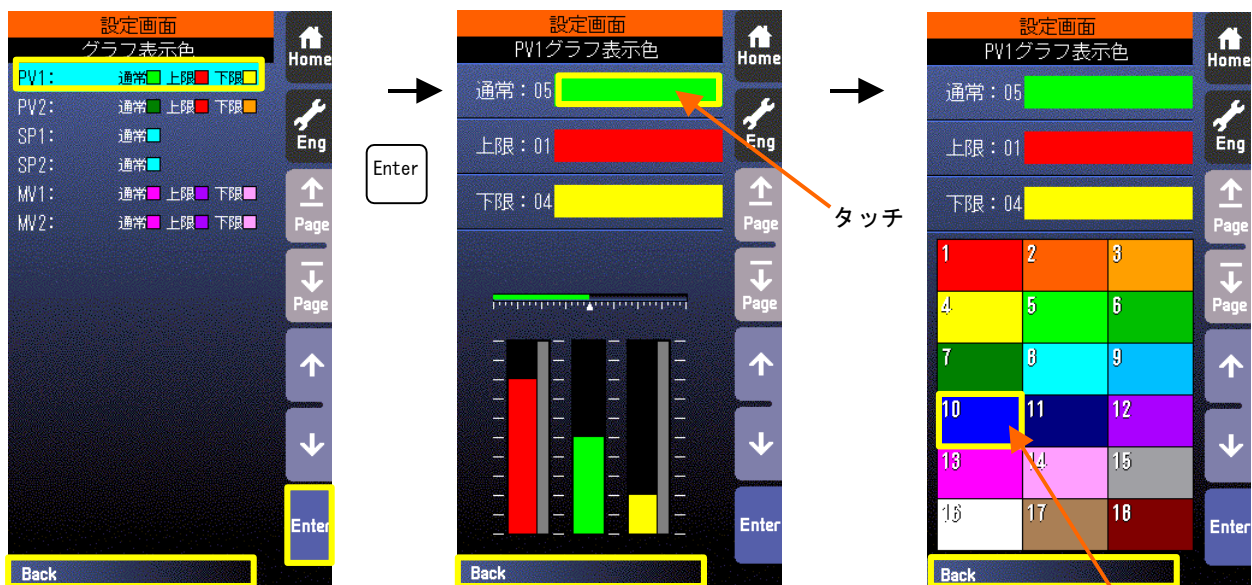 設定画面
グラフ表示色
PV1: 通常 上限 下限
PV2: 通常 上限 下限
SP1: 通常
SP2: 通常
MV1: 通常 上限 下限
MV2: 通常 上限 下限
Home
Eng
Page
Page
Enter
Back
Enter
設定画面
PV1グラフ表示色
通常：05
上限：01
下限：04
Home
Eng
Page
Page
Enter
Back
タッチ
設定画面
PV1グラフ表示色
通常：05
上限：01
下限：04
1 2 3
4 5 6
7 8 9
10 11 12
13 14 15
16 17 18
Home
Eng
Page
Page
Enter
Back